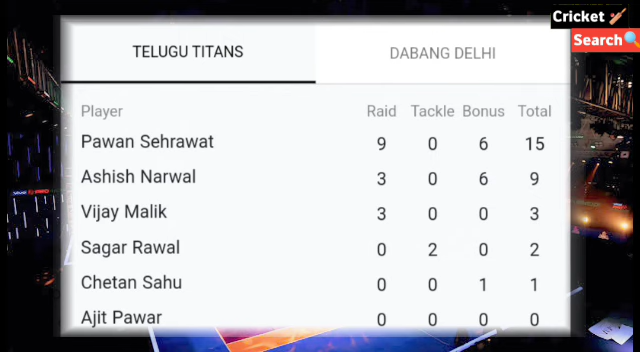 Cricket 🏏
Search🔍
TELUGU TITANS DABANG DELHI
Player Raid Tackle Bonus Total
Pawan Sehrawat 9 0 6 15
Ashish Narwal 3 0 6 9
Vijay Malik 3 0 0 3
Sagar Rawal 0 2 0 2
Chetan Sahu 0 0 1 1
Ajit Pawar 0 0 0 0